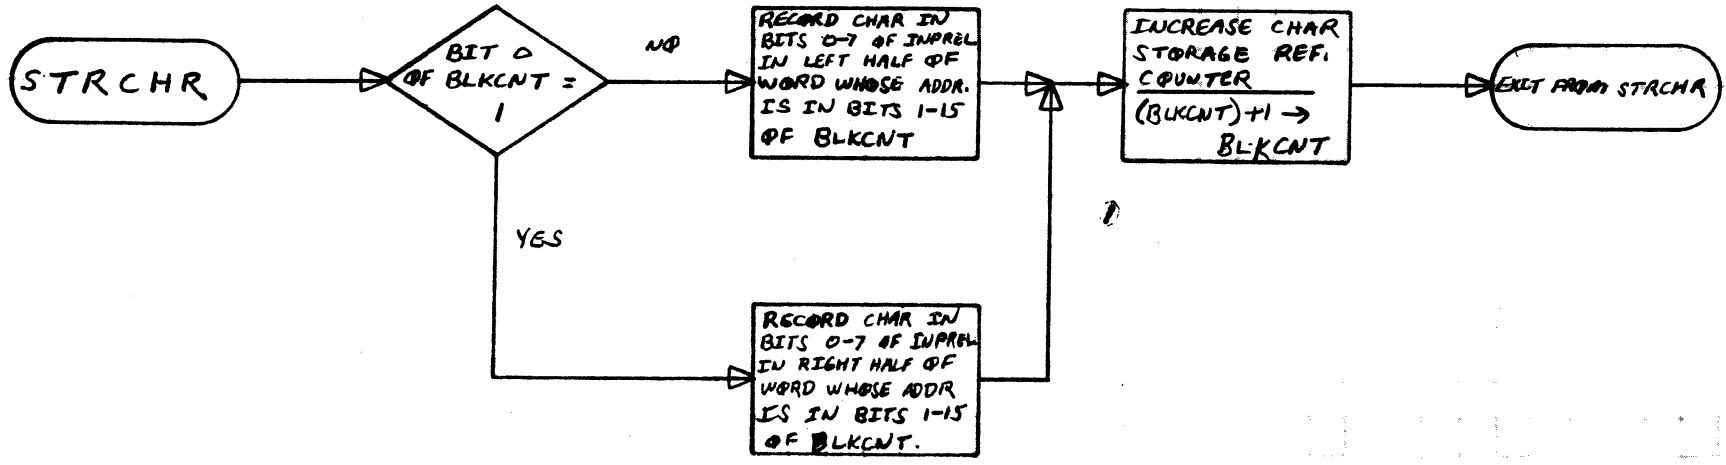 STRCHR
BIT 0
OF BLKCNT =
1
NO
YES
RECORD CHAR IN
BITS 0-7 OF INPREL
IN LEFT HALF OF
WORD WHOSE ADDR.
IS IN BITS 1-15
OF BLKCNT
RECORD CHAR IN
BITS 0-7 OF INPREL
IN RIGHT HALF OF
WORD WHOSE ADDR
IS IN BITS 1-15
OF BLKCNT.
INCREASE CHAR
STORAGE REF.
COUNTER
(BLKCNT)+1 →
BLKCNT
EXIT FROM STRCHR